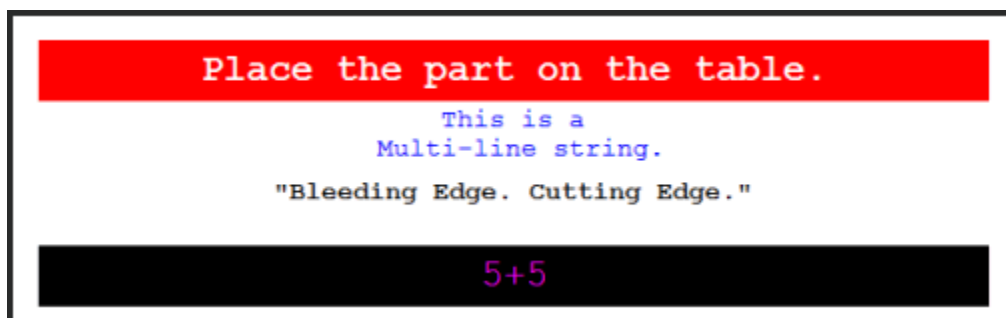 Place the part on the table.
This is a
Multi-line string.
"Bleeding Edge. Cutting Edge."
5+5